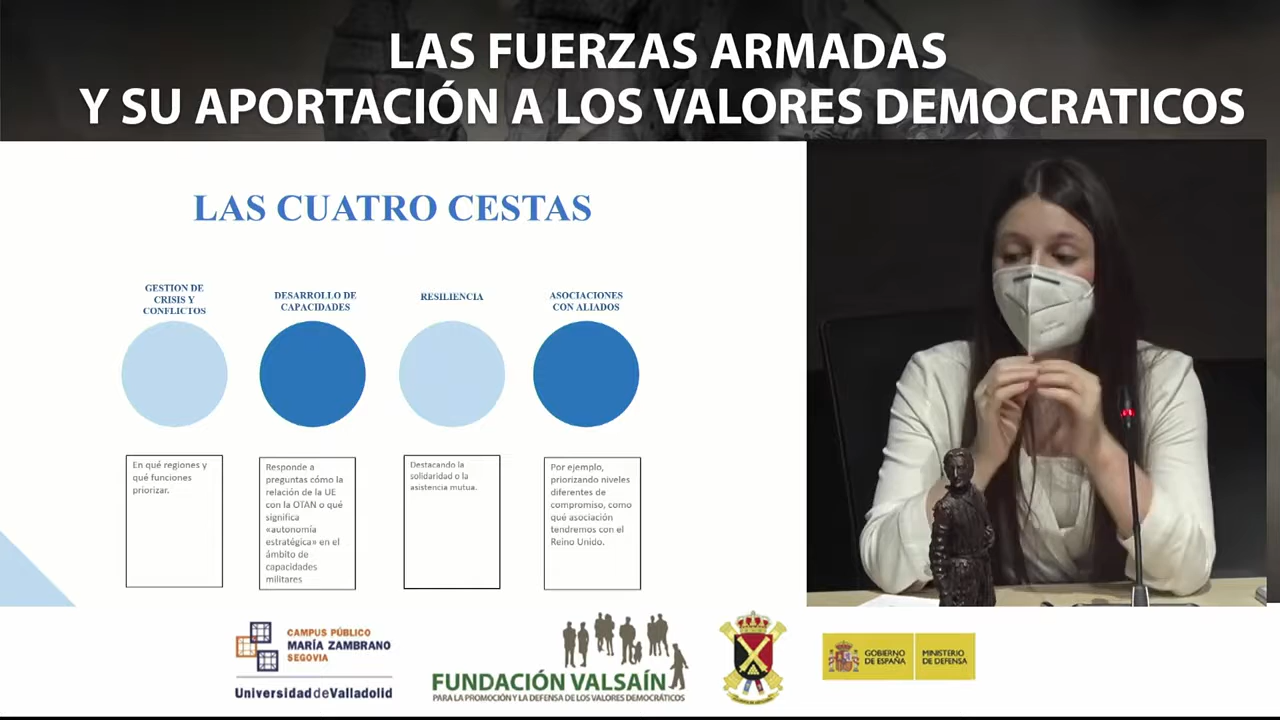 LAS FUERZAS ARMADAS
Y SU APORTACIÓN A LOS VALORES DEMOCRATICOS
LAS CUATRO CESTAS
GESTION DE
CRISIS Y
CONFLICTOS
DESARROLLO DE
CAPACIDADES
RESILIENCIA
ASOCIACIONES
CON ALIADOS
En qué regiones y
qué funciones
priorizar.
Responde a
preguntas cómo la
relación de la UE
con la OTAN o qué
significa
«autonomía
estratégica» en el
ámbito de
capacidades
militares
Destacando la
solidaridad o la
asistencia mutua.
Por ejemplo,
priorizando niveles
diferentes de
compromiso, como
qué asociación
tendremos con el
Reino Unido.
CAMPUS PÚBLICO
MARÍA ZAMBRANO
SEGOVIA
UniversidaddeValladolid
FUNDACIÓN VALSAÍN
PARA LA PROMOCIÓN Y LA DEFENSA DE LOS VALORES DEMOCRÁTICOS
GOBIERNO
DE ESPAÑA
MINISTERIO
DE DEFENSA